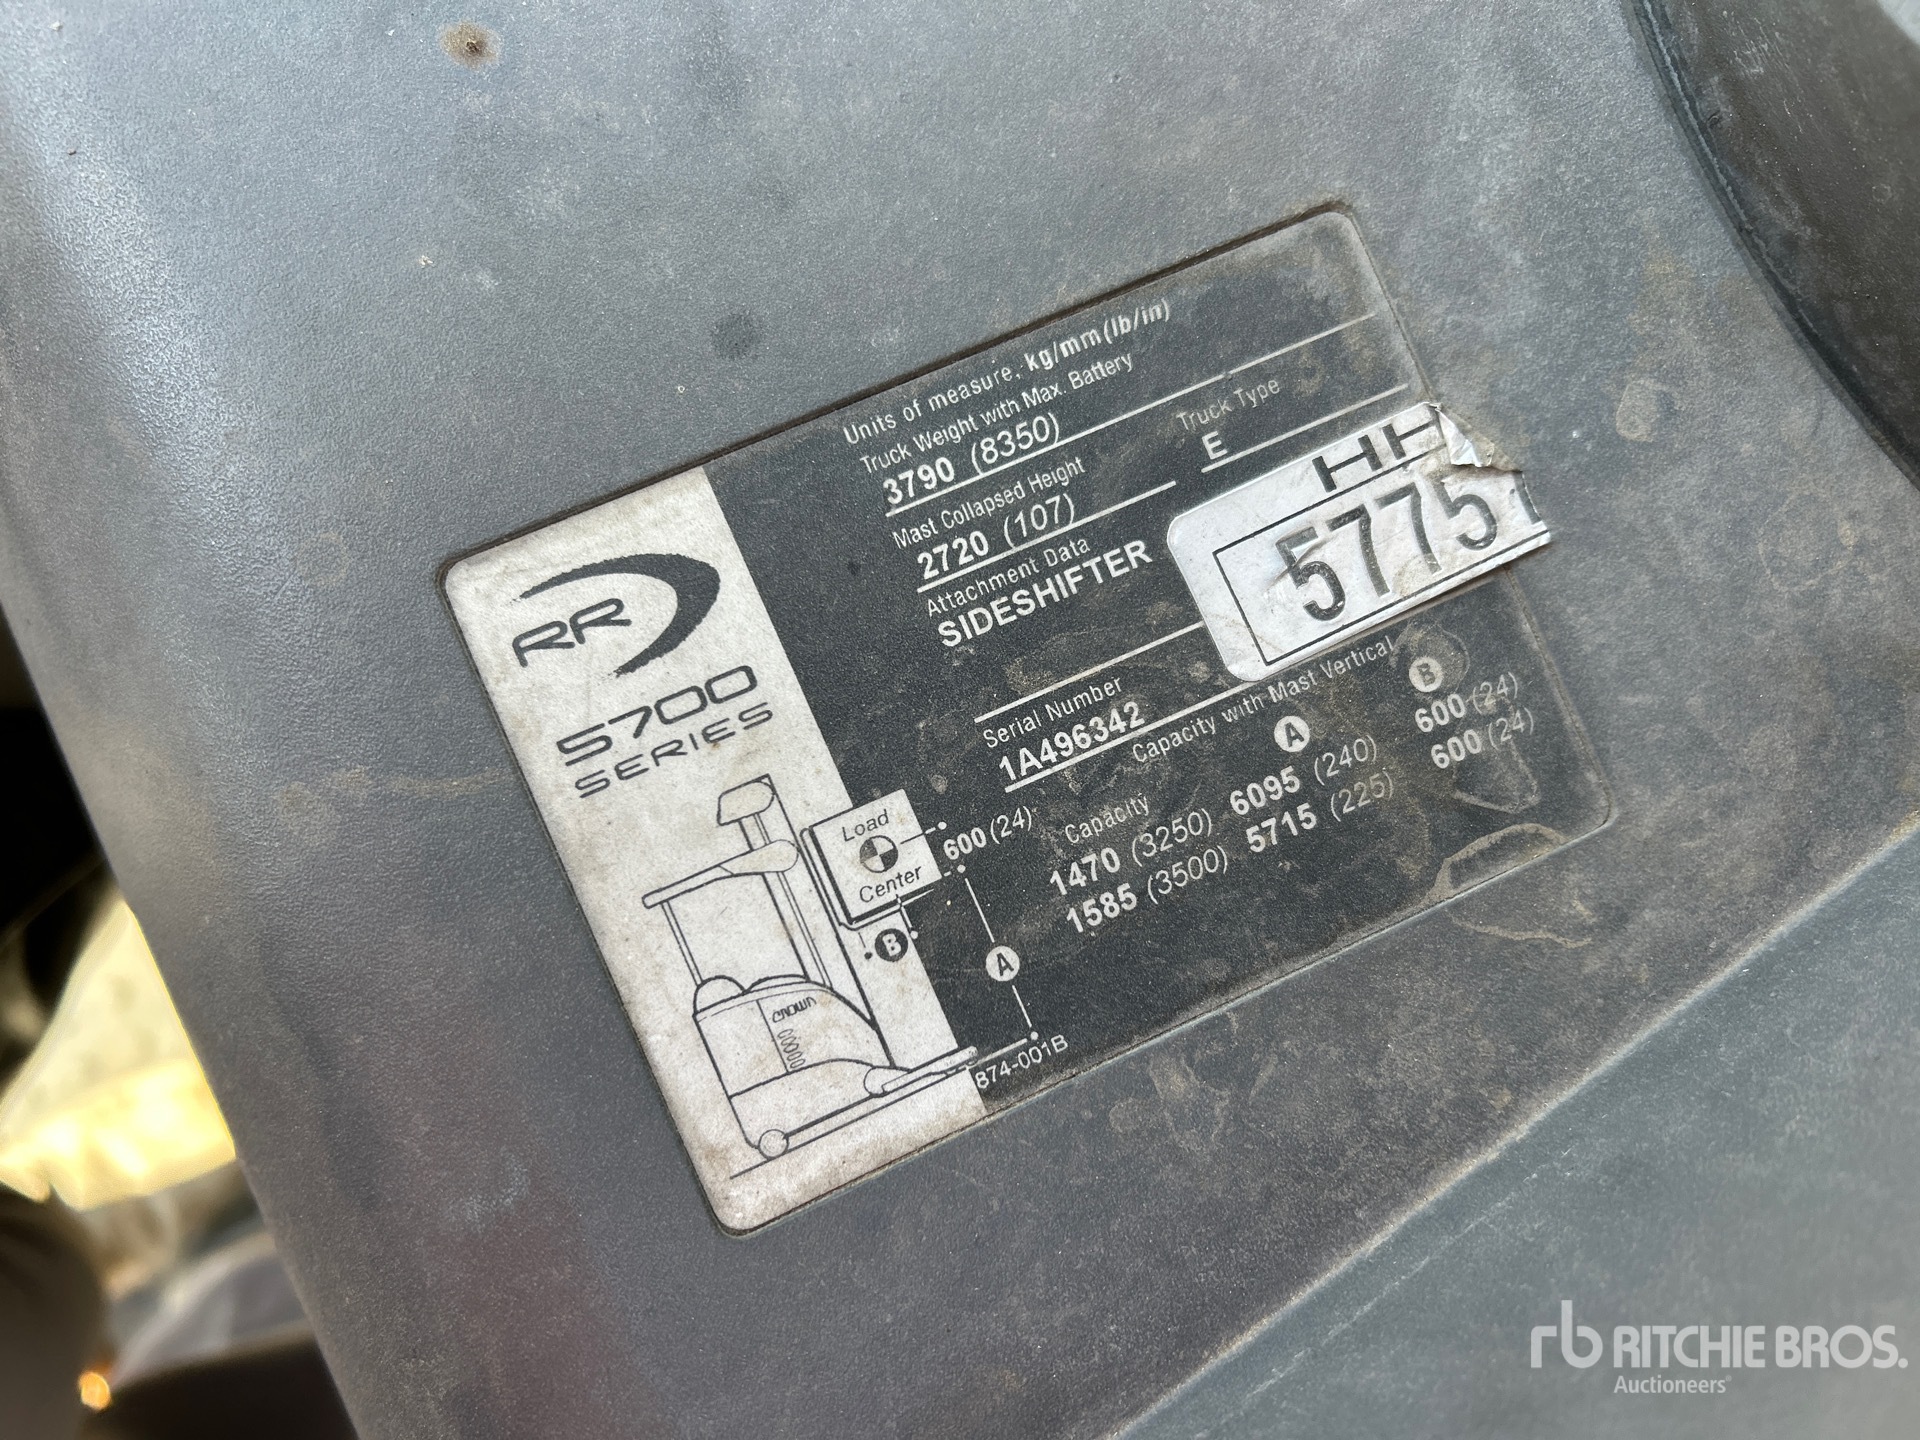 Units of measure, kg/mm(lb/in)
Truck Weight with Max. Battery
3790 (8350)
Truck Type
E
Mast Collapsed Height
2720 (107)
Attachment Data
SIDESHIFTER
5775
Serial Number
1A496342
Capacity with Mast Vertical
Capacity A B
1470 (3250) 6095 (240) 600 (24)
1585 (3500) 5715 (225) 600 (24)
RR
5700
SERIES
Load
Center
600 (24)
B
A
CROWN
874-001B
rb RITCHIE BROS.
Auctioneers